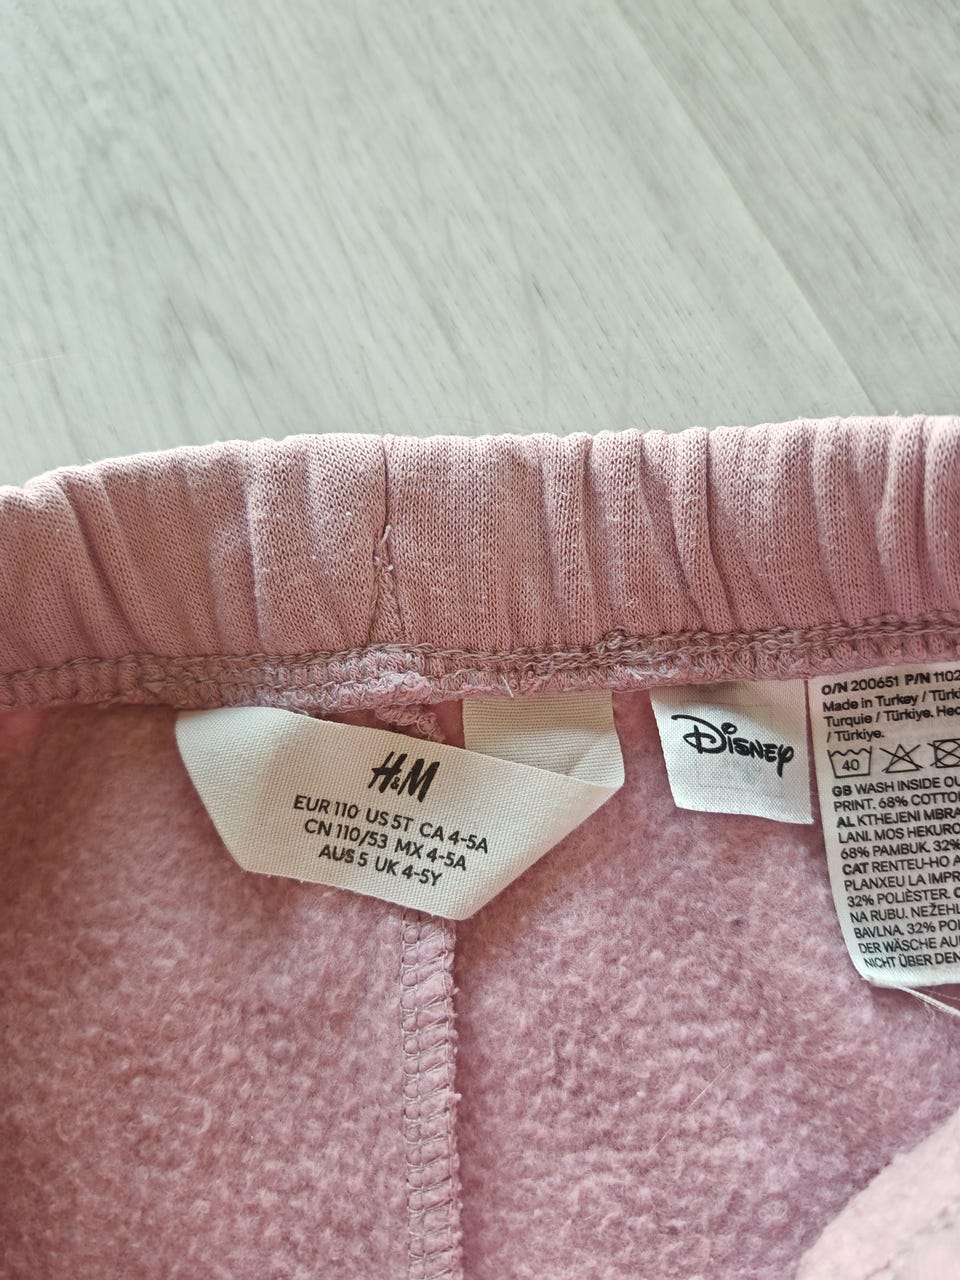 H&M
EUR 110 US 5T CA 4-5A
CN 110/53 MX 4-5A
AUS 5 UK 4-5Y
Disney
O/N 200651 P/N 1102
Made in Turkey / Türki
Turquie / Türkiye. Hec
/ Türkiye.
40
GB WASH INSIDE OU
PRINT. 68% COTTO
AL KTHEJENI MBRA
LANI. MOS HEKURO
68% PAMBUK. 32%
CAT RENTEU-HO A
PLANXEU LA IMPR
32% POLIÈSTER. C
NA RUBU. NEŽEHL
BAVLNA. 32% POL
DER WÄSCHE AUF
NICHT ÜBER DEN